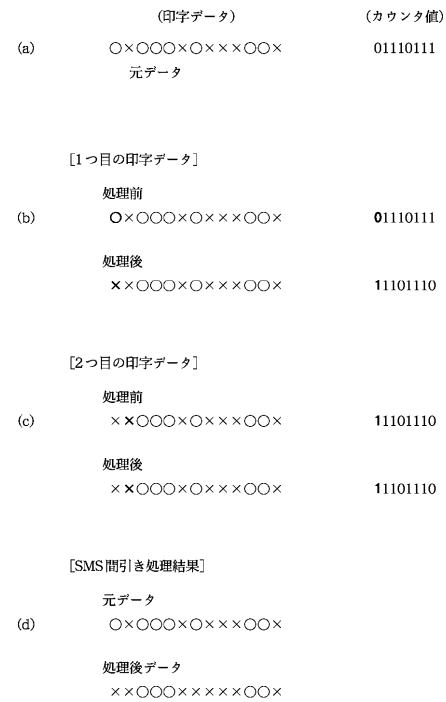 (印字データ) (カウンタ値)
(a) ○×○○○×○×××○○× 01110111
元データ
[1つ目の印字データ]
処理前
(b) ○×○○○×○×××○○× 01110111
処理後
××○○○×○×××○○× 11101110
[2つ目の印字データ]
処理前
(c) ××○○○×○×××○○× 11101110
処理後
××○○○×○×××○○× 11101110
[SMS間引き処理結果]
元データ
(d) ○×○○○×○×××○○×
処理後データ
××○○○×××××○○×